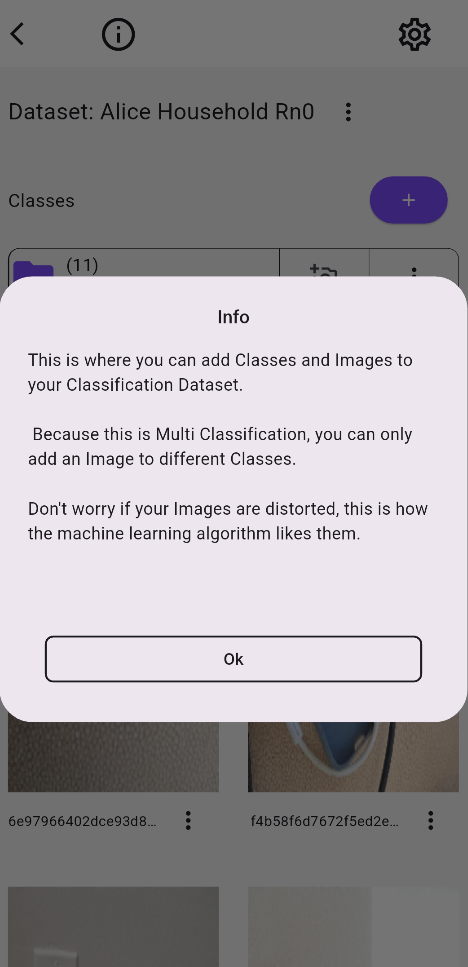 Dataset: Alice Household Rn0
Classes
+
(11)
Info
This is where you can add Classes and Images to
your Classification Dataset.
Because this is Multi Classification, you can only
add an Image to different Classes.
Don't worry if your Images are distorted, this is how
the machine learning algorithm likes them.
Ok
6e97966402dce93d8...
f4b58f6d7672f5ed2e...